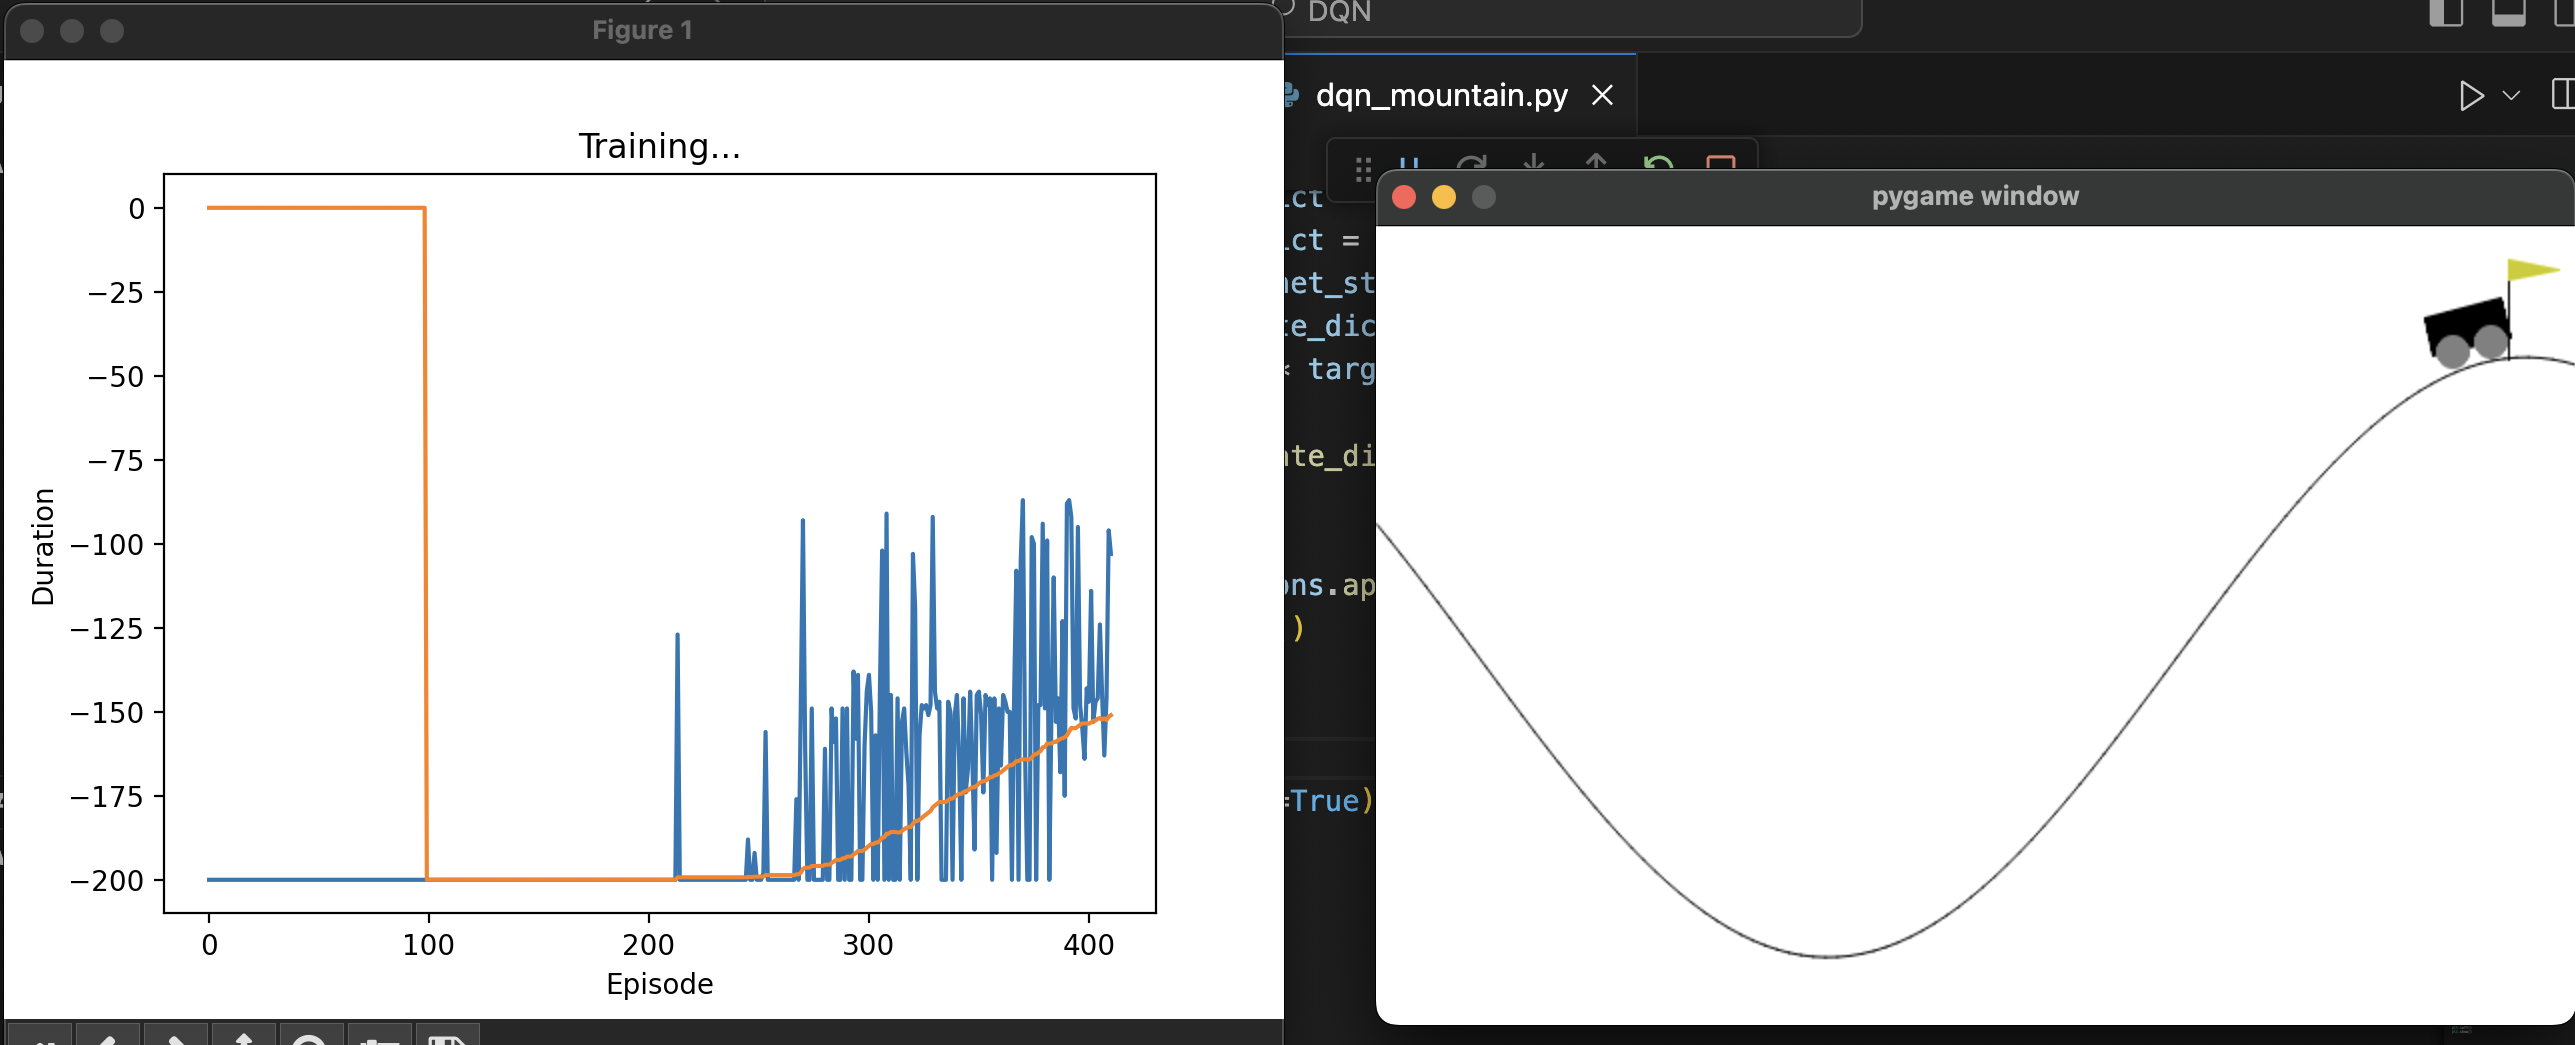 Figure 1
Training...
0
−25
−50
−75
−100
−125
−150
−175
−200
Duration
0 100 200 300 400
Episode
DQN
dqn_mountain.py
ct
ct =
et_st
e_dic
targ
te_di
ns.ap
)
=True)
pygame window